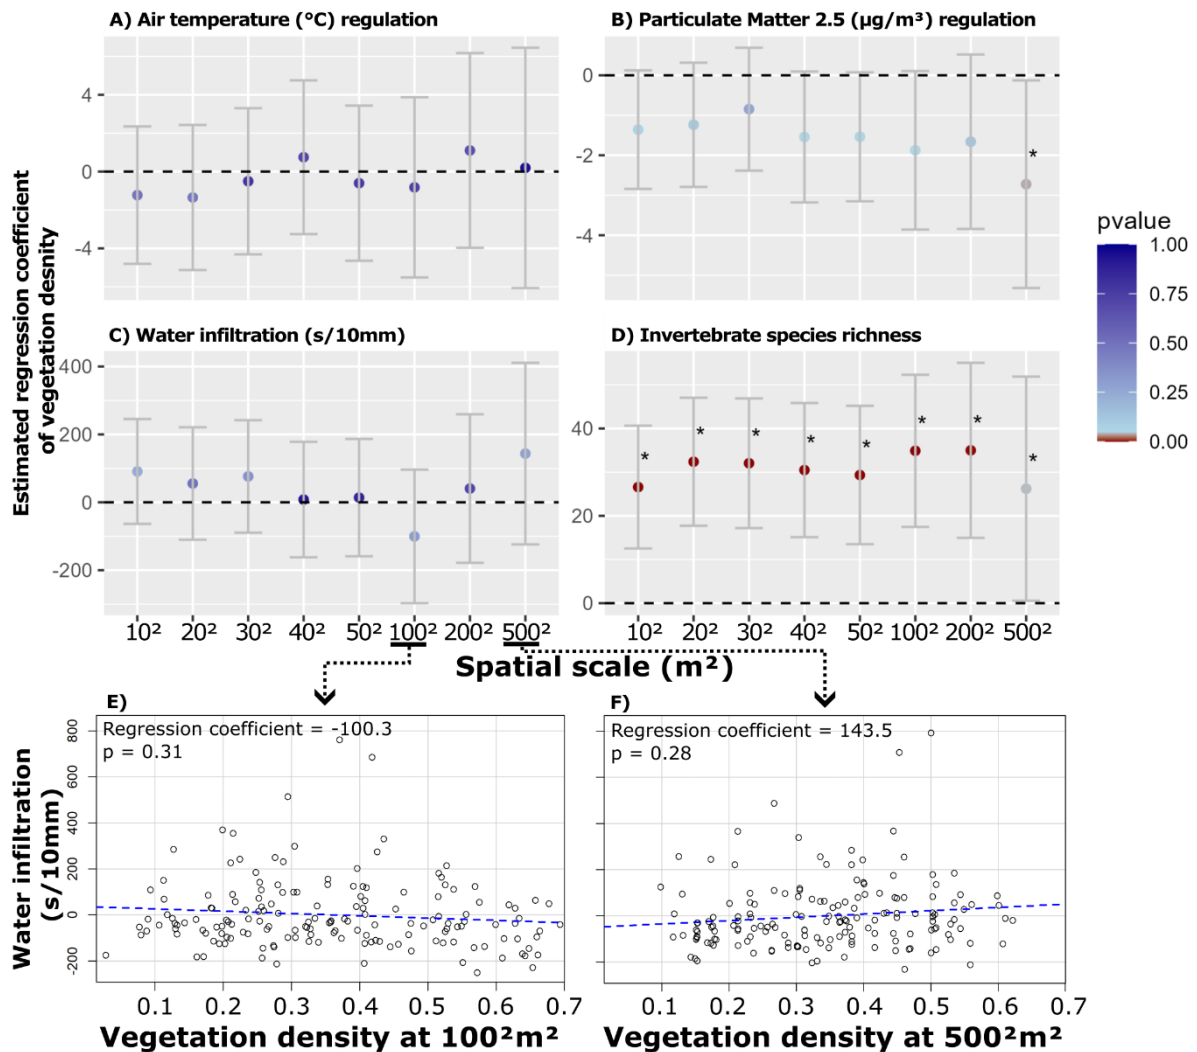 A) Air temperature (°C) regulation
B) Particulate Matter 2.5 (µg/m³) regulation
Estimated regression coefficient
of vegetation desnity
4
0
-4
0
-2
-4
*
pvalue
1.00
0.75
0.50
0.25
0.00
C) Water infiltration (s/10mm)
D) Invertebrate species richness
400
200
0
-200
40
20
0
* * * * * * * *
10² 20² 30² 40² 50² 100² 200² 500²
10² 20² 30² 40² 50² 100² 200² 500²
Spatial scale (m²)
E)
F)
Regression coefficient = -100.3
p = 0.31
Regression coefficient = 143.5
p = 0.28
Water infiltration
(s/10mm)
800
600
400
200
0
-200
0.1 0.2 0.3 0.4 0.5 0.6 0.7
0.1 0.2 0.3 0.4 0.5 0.6 0.7
Vegetation density at 100²m²
Vegetation density at 500²m²